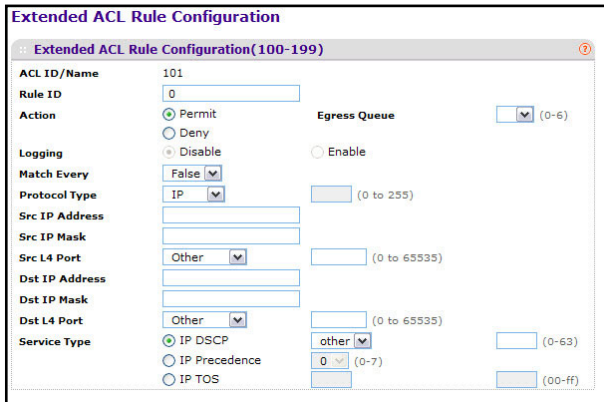 Extended ACL Rule Configuration
Extended ACL Rule Configuration(100-199)
ACL ID/Name 101
Rule ID 0
Action Permit Egress Queue (0-6)
Deny
Logging Disable Enable
Match Every False
Protocol Type IP (0 to 255)
Src IP Address
Src IP Mask
Src L4 Port Other (0 to 65535)
Dst IP Address
Dst IP Mask
Dst L4 Port Other (0 to 65535)
Service Type IP DSCP other (0-63)
IP Precedence 0 (0-7)
IP TOS (00-ff)